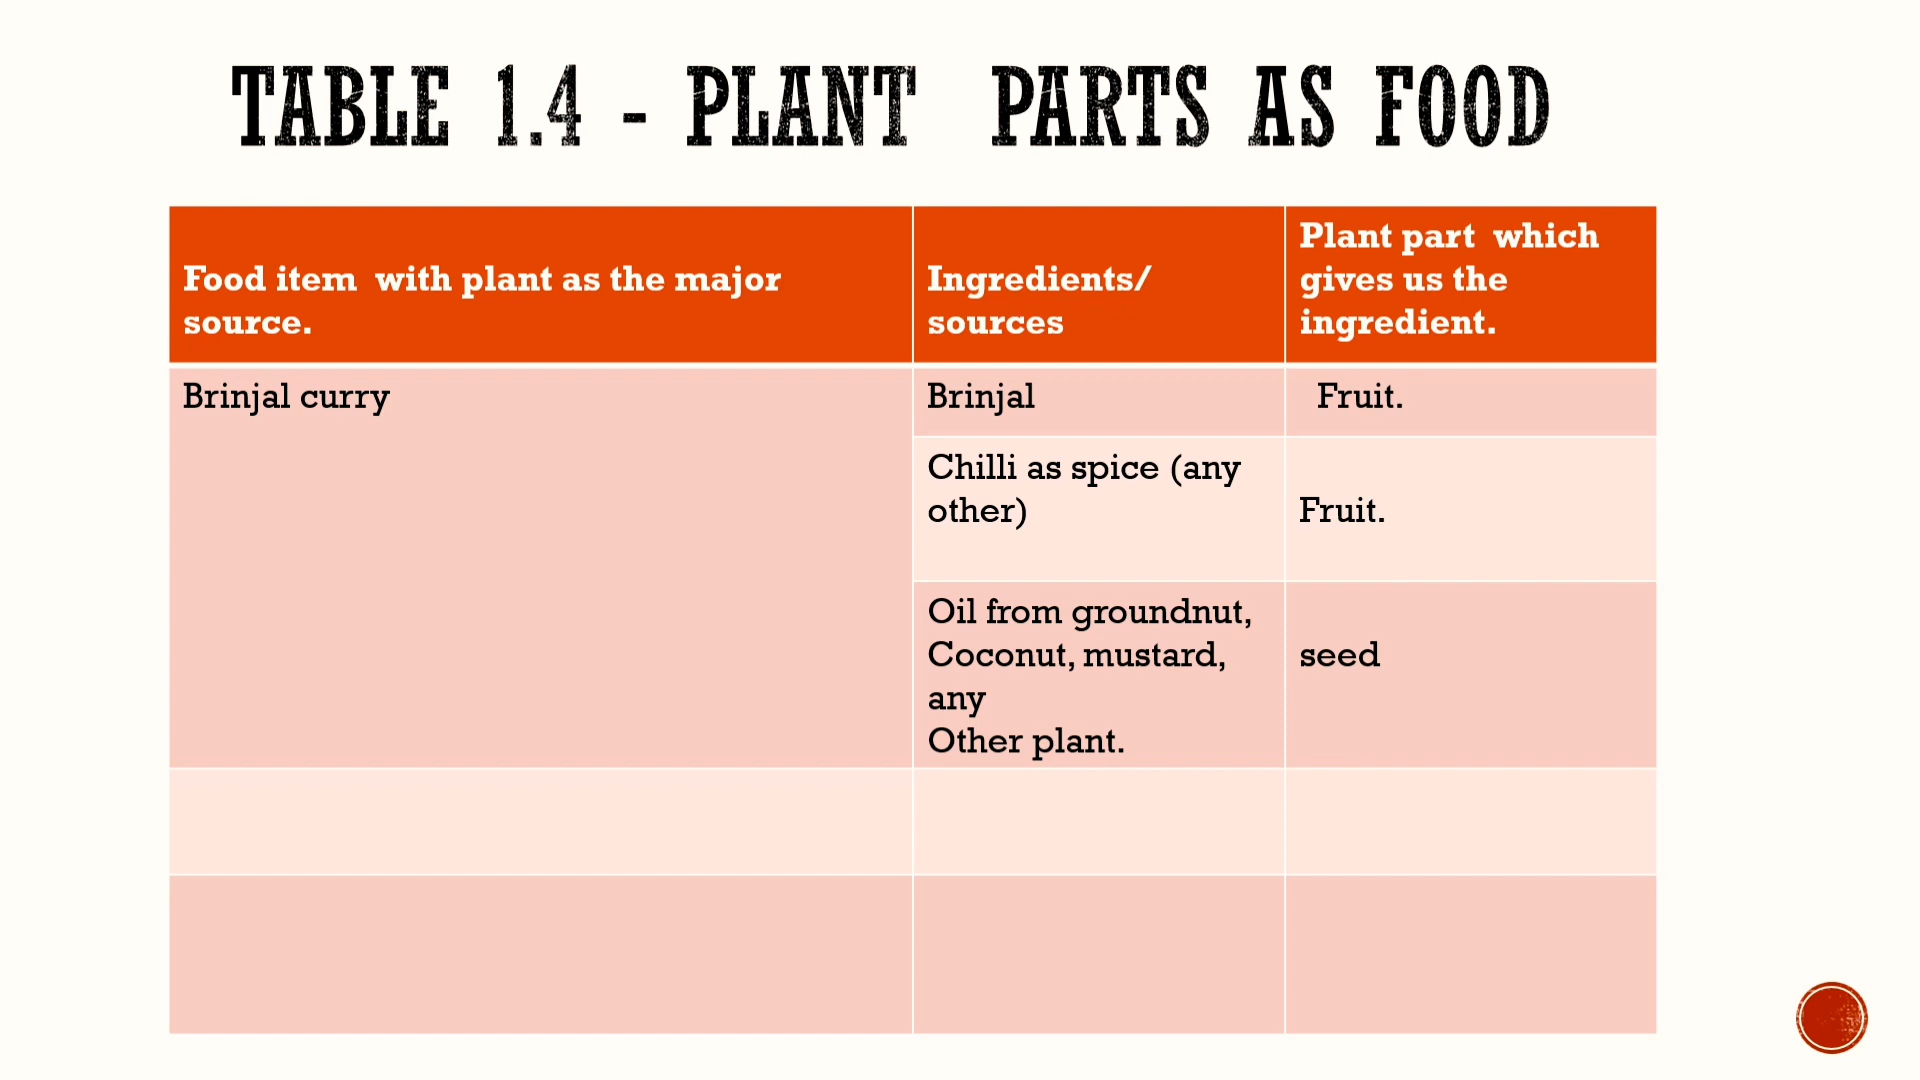 TABLE 1.4 - PLANT PARTS AS FOOD
Food item with plant as the major
source.
Ingredients/
sources
Plant part which
gives us the
ingredient.
Brinjal curry
Brinjal
Fruit.
Chilli as spice (any
other)
Fruit.
Oil from groundnut,
Coconut, mustard,
any
Other plant.
seed